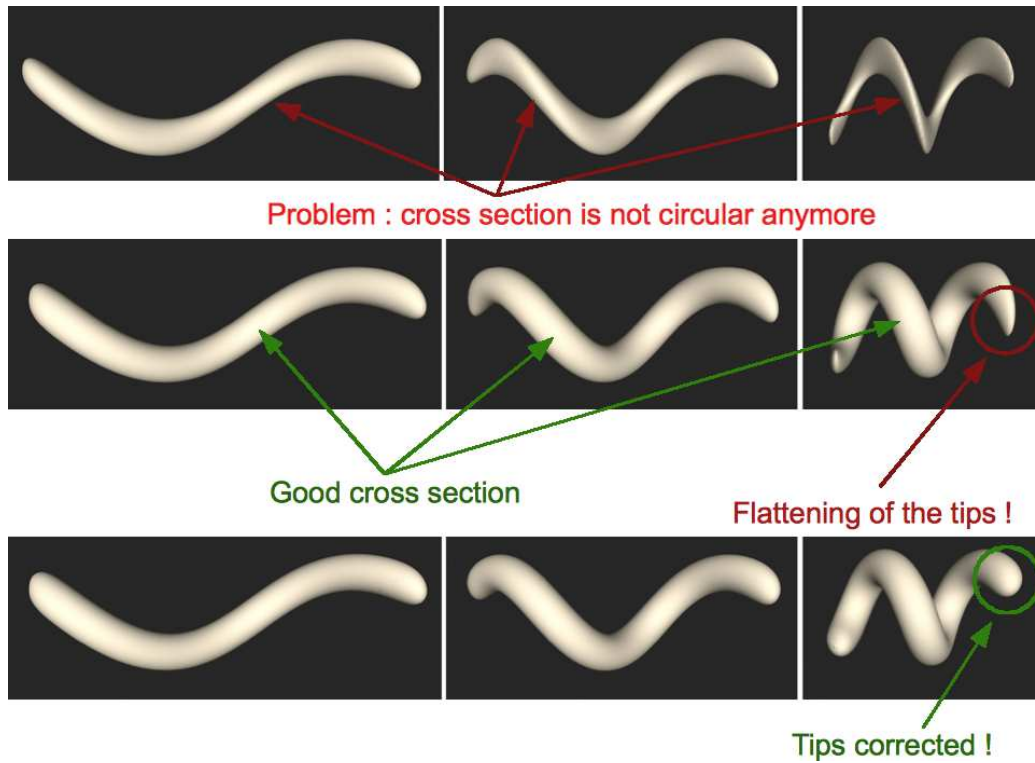 Problem : cross section is not circular anymore
Good cross section
Flattening of the tips !
Tips corrected !